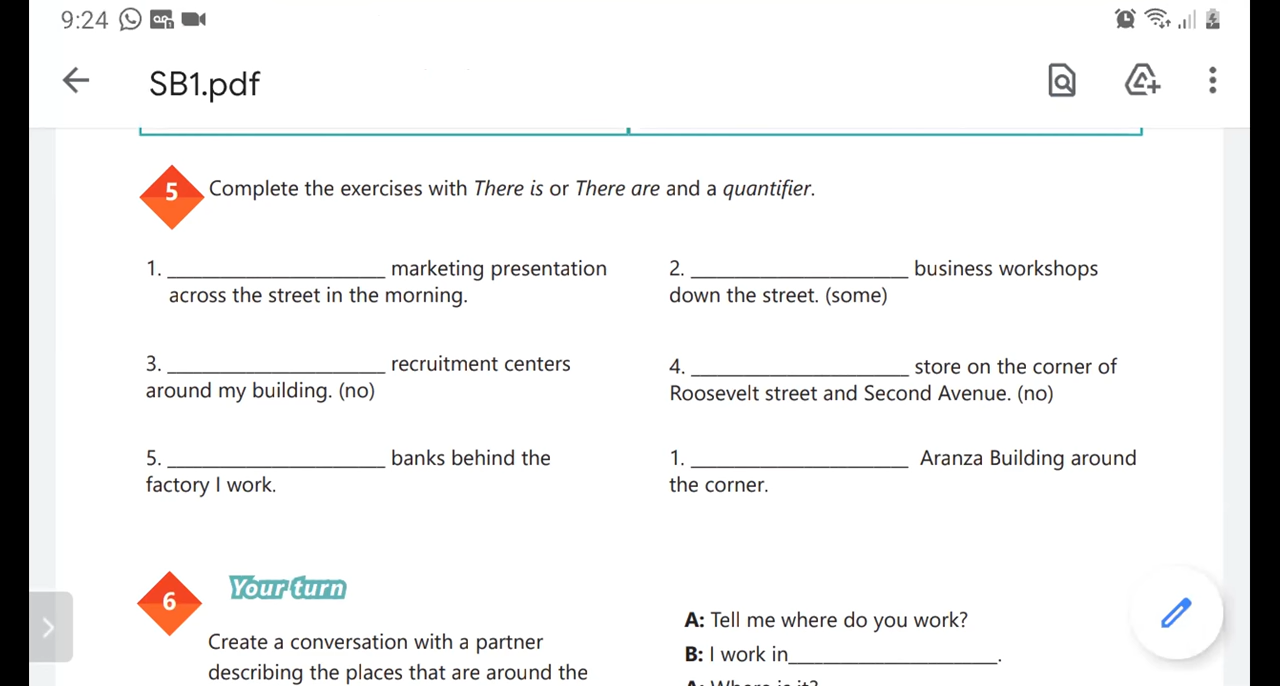 9:24
SB1.pdf
5 Complete the exercises with There is or There are and a quantifier.
1. ____________________ marketing presentation
across the street in the morning.
2. ____________________ business workshops
down the street. (some)
3. ____________________ recruitment centers
around my building. (no)
4. ____________________ store on the corner of
Roosevelt street and Second Avenue. (no)
5. ____________________ banks behind the
factory I work.
1. ____________________ Aranza Building around
the corner.
6 Your turn
Create a conversation with a partner
describing the places that are around the
A: Tell me where do you work?
B: I work in____________________.
A: Where is it?